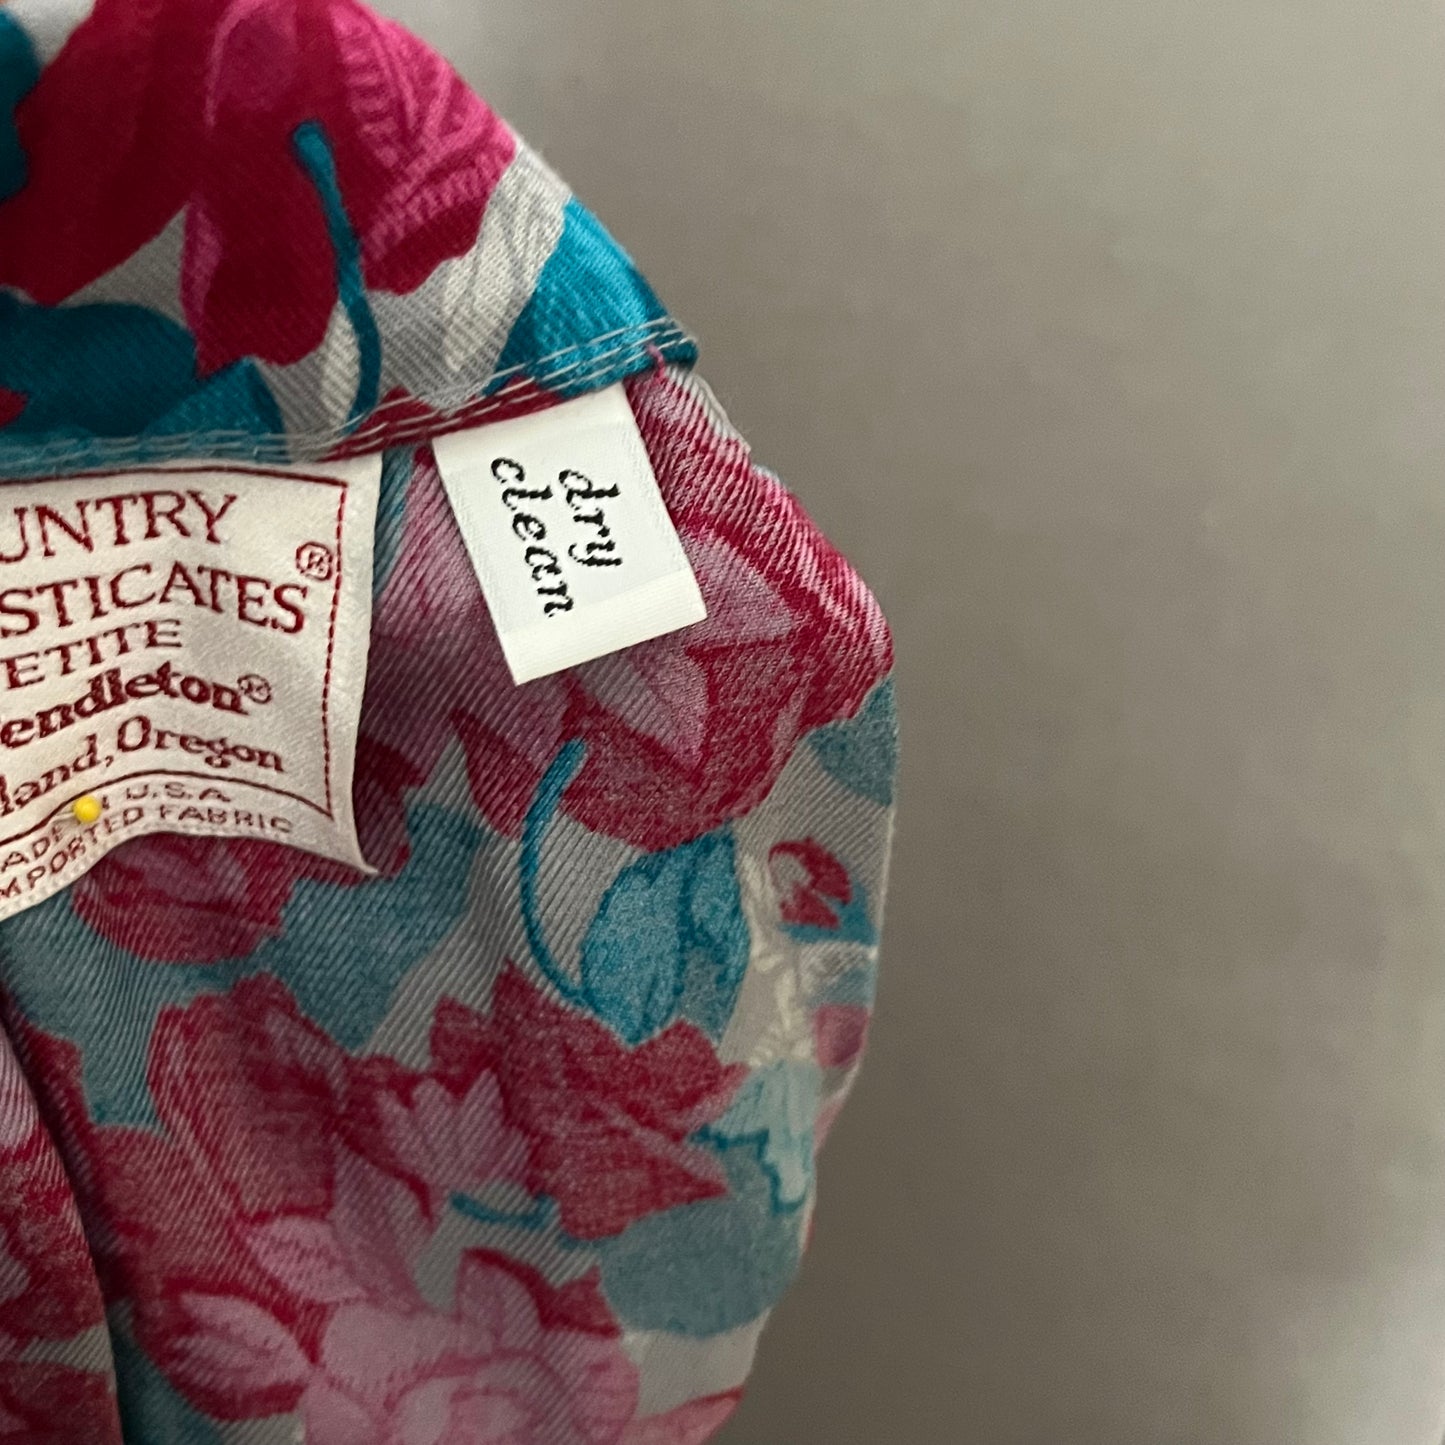 UNTRY
STICATES®
ETITE
endleton®
land, Oregon
U.S.A
MPORTED FABRIC
dry
clean